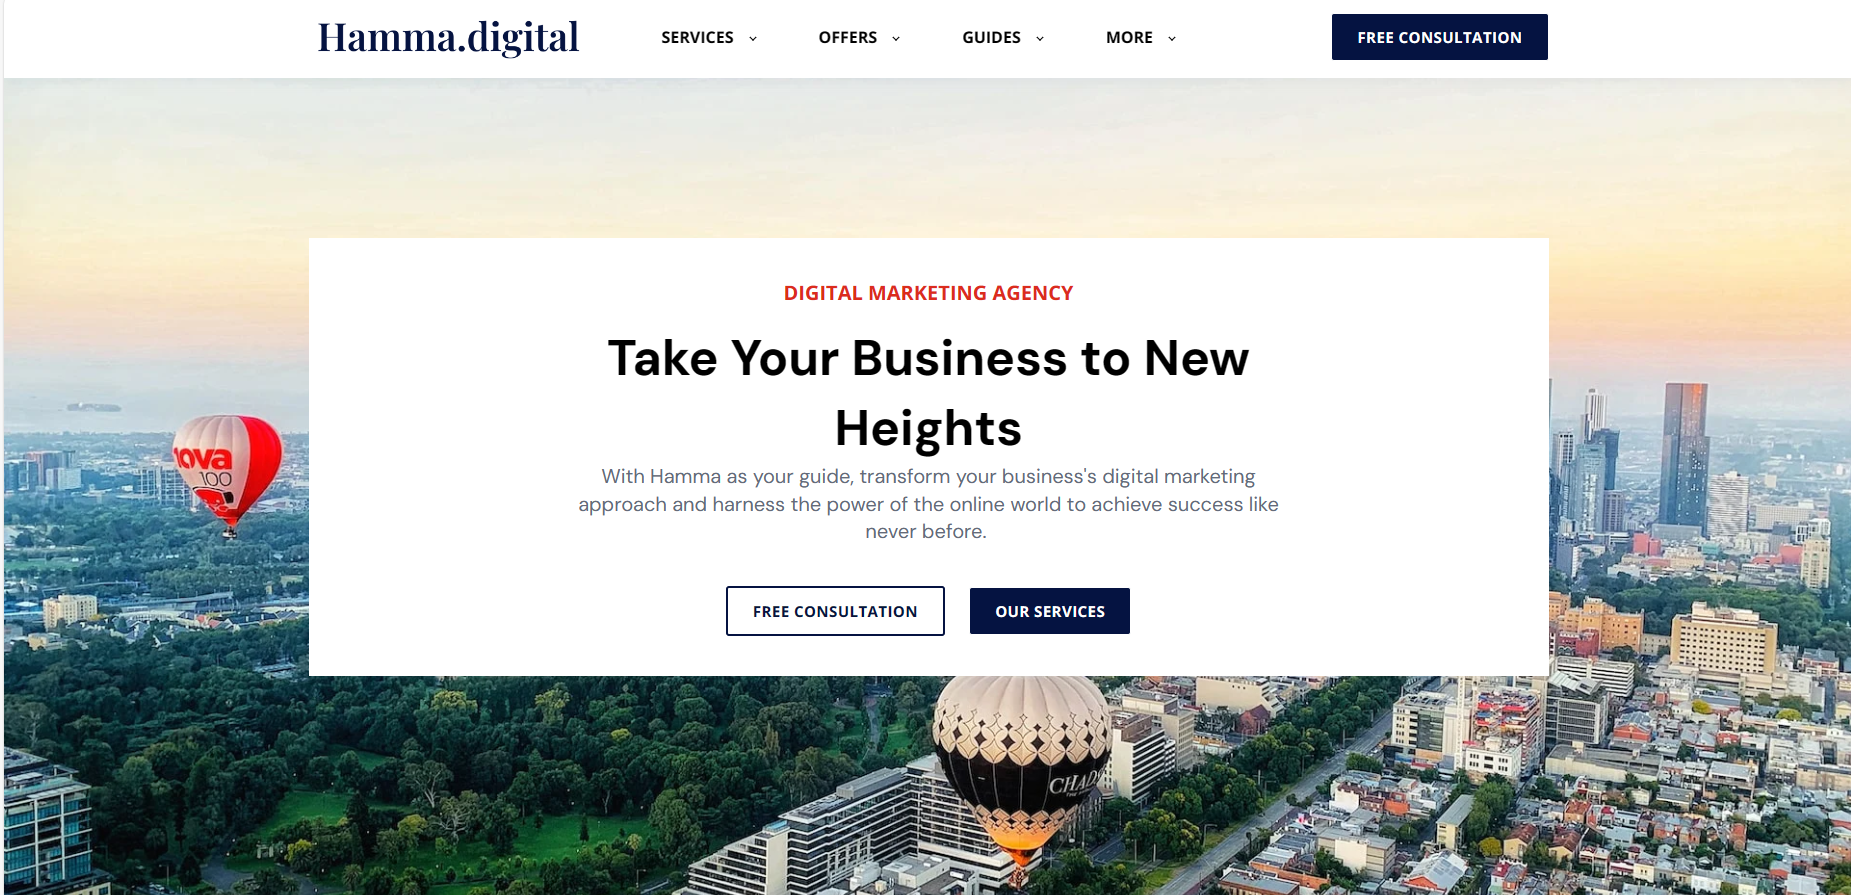 Hamma.digital
SERVICES
OFFERS
GUIDES
MORE
FREE CONSULTATION
DIGITAL MARKETING AGENCY
Take Your Business to New
Heights
With Hamma as your guide, transform your business's digital marketing
approach and harness the power of the online world to achieve success like
never before.
FREE CONSULTATION
OUR SERVICES
nova
100